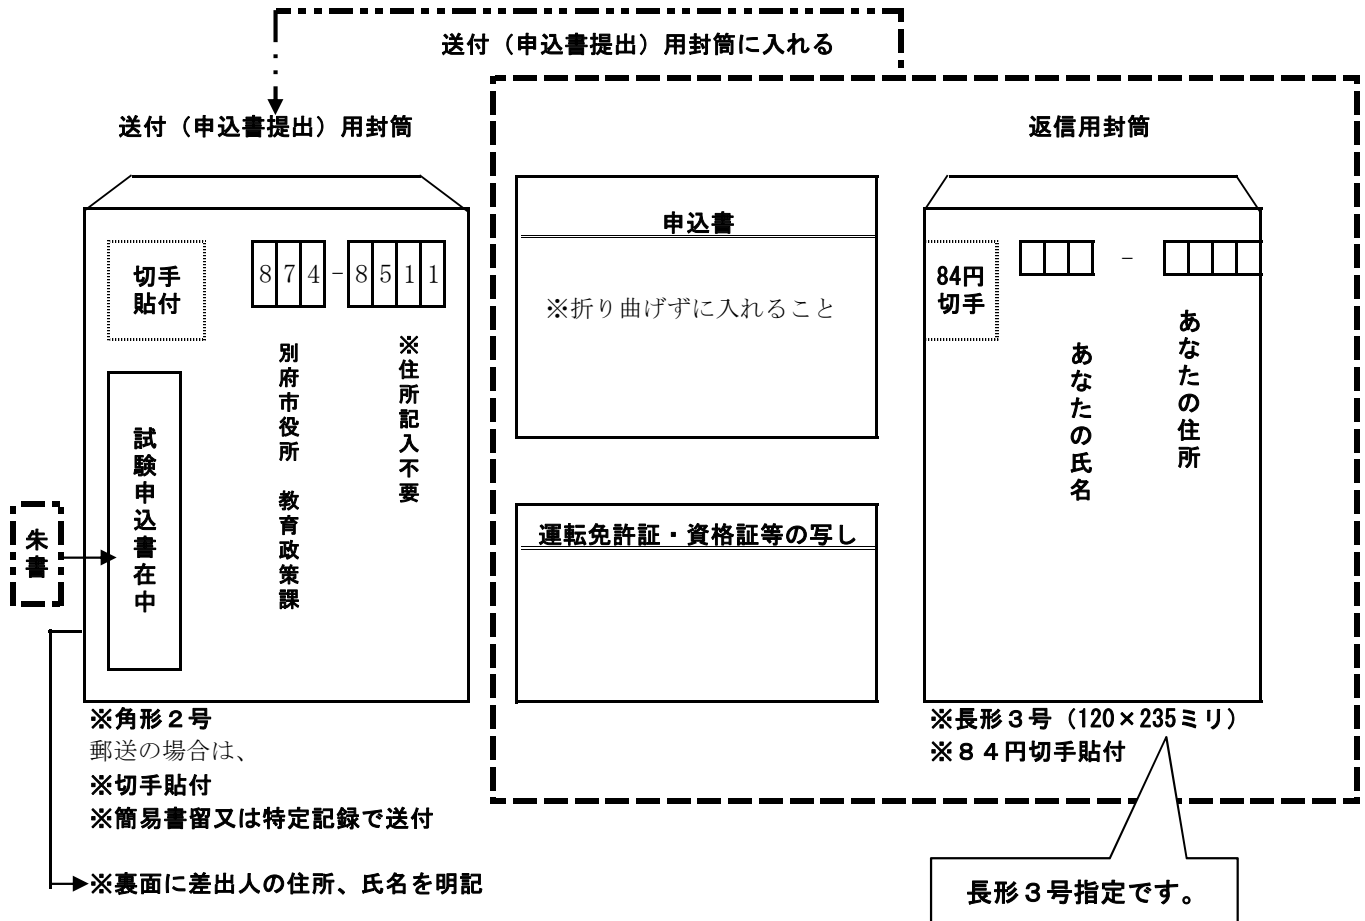 送付（申込書提出）用封筒に入れる
送付（申込書提出）用封筒
切手
貼付
874-8511
※住所記入不要
別府市役所　教育政策課
試験申込書在中
朱書
※角形２号
郵送の場合は、
※切手貼付
※簡易書留又は特定記録で送付
※裏面に差出人の住所、氏名を明記
申込書
※折り曲げずに入れること
運転免許証・資格証等の写し
返信用封筒
84円
切手
-
あなたの住所
あなたの氏名
※長形３号（120×235ミリ）
※８４円切手貼付
長形３号指定です。